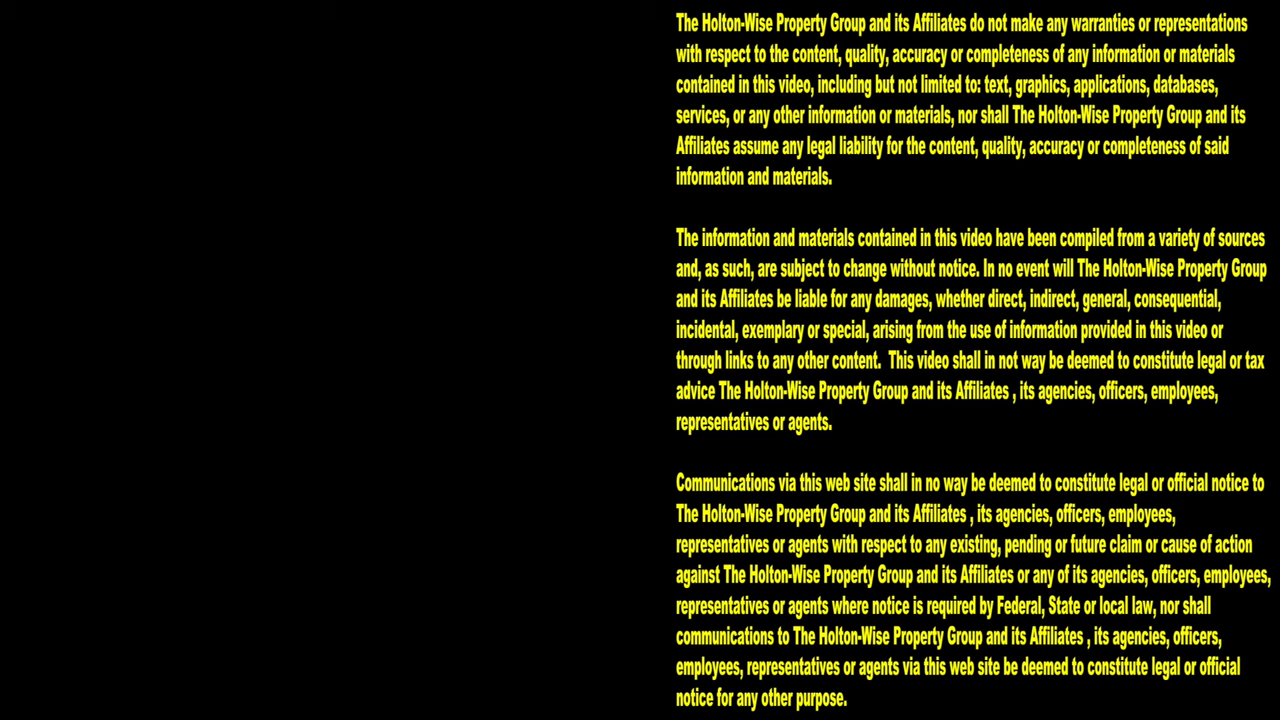 The Holton-Wise Property Group and its Affiliates do not make any warranties or representations
with respect to the content, quality, accuracy or completeness of any information or materials
contained in this video, including but not limited to: text, graphics, applications, databases,
services, or any other information or materials, nor shall The Holton-Wise Property Group and its
Affiliates assume any legal liability for the content, quality, accuracy or completeness of said
information and materials.
The information and materials contained in this video have been compiled from a variety of sources
and, as such, are subject to change without notice. In no event will The Holton-Wise Property Group
and its Affiliates be liable for any damages, whether direct, indirect, general, consequential,
incidental, exemplary or special, arising from the use of information provided in this video or
through links to any other content.  This video shall in not way be deemed to constitute legal or tax
advice The Holton-Wise Property Group and its Affiliates , its agencies, officers, employees,
representatives or agents.
Communications via this web site shall in no way be deemed to constitute legal or official notice to
The Holton-Wise Property Group and its Affiliates , its agencies, officers, employees,
representatives or agents with respect to any existing, pending or future claim or cause of action
against The Holton-Wise Property Group and its Affiliates or any of its agencies, officers, employees,
representatives or agents where notice is required by Federal, State or local law, nor shall
communications to The Holton-Wise Property Group and its Affiliates , its agencies, officers,
employees, representatives or agents via this web site be deemed to constitute legal or official
notice for any other purpose.